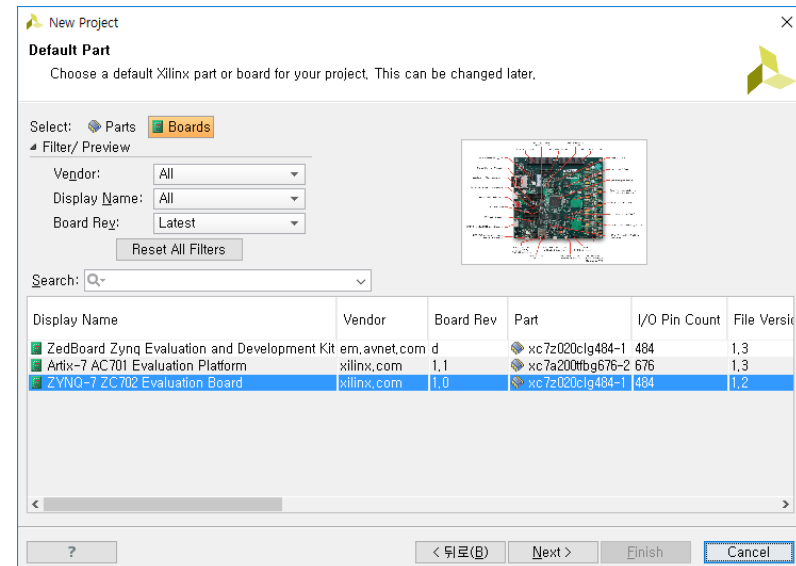 New Project
Default Part
Choose a default Xilinx part or board for your project, This can be changed later,
Select: Parts Boards
Filter/ Preview
Vendor: All
Display Name: All
Board Rev: Latest
Reset All Filters
Search:
Display Name Vendor Board Rev Part I/O Pin Count File Versio
ZedBoard Zynq Evaluation and Development Kit em,avnet,com d xc7z020clg484-1 484 1,3
Artix-7 AC701 Evaluation Platform xilinx,com 1,1 xc7a200tfbg676-2 676 1,3
ZYNQ-7 ZC702 Evaluation Board xilinx,com 1,0 xc7z020clg484-1 484 1,2
? < 뒤로(B) Next > Finish Cancel